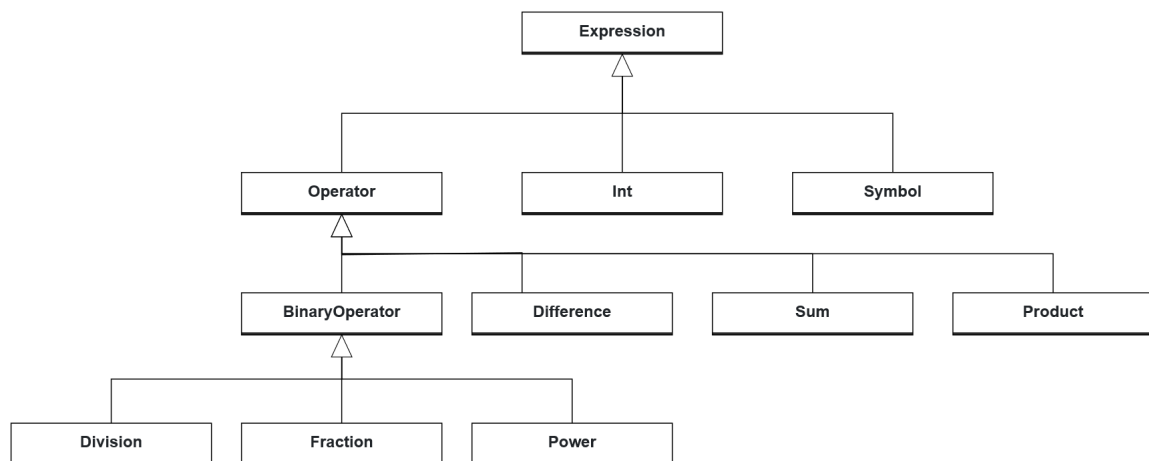 Expression
Operator
Int
Symbol
BinaryOperator
Difference
Sum
Product
Division
Fraction
Power